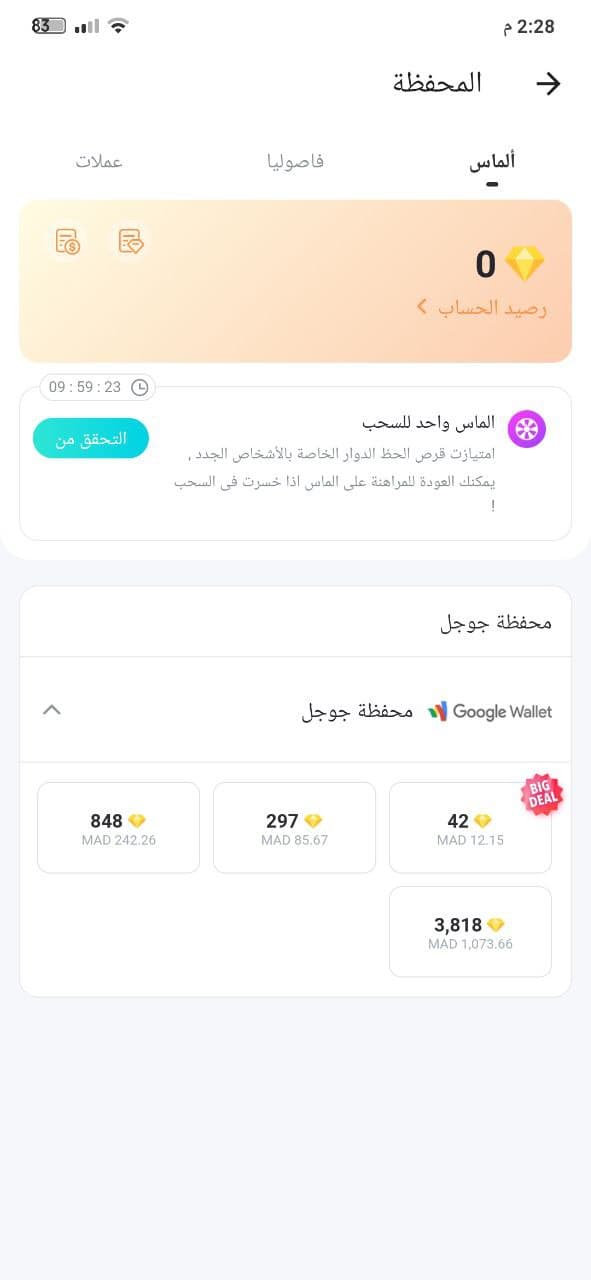 2:28 م
83
المحفظة
ألماس
فاصوليا
عملات
0
رصيد الحساب
09 : 59 : 23
الماس واحد للسحب
امتيازت قرص الحظ الدوار الخاصة بالأشخاص الجدد ,
يمكنك العودة للمراهنة على الماس اذا خسرت فى السحب
!
التحقق من
محفظة جوجل
Google Wallet محفظة جوجل
BIG DEAL
42
MAD 12.15
297
MAD 85.67
848
MAD 242.26
3,818
MAD 1,073.66